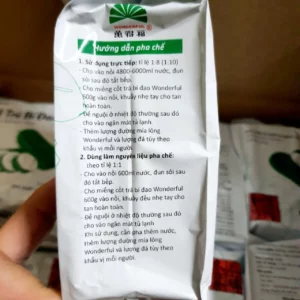 WONDERFUL
萬得福
Hướng dẫn pha chế
1. Sử dụng trực tiếp: tỉ lệ 1:8 (1:10)
- Cho vào nồi 4800-6000ml nước, đun
sôi sau đó tắt bếp.
- Cho miếng cốt trà bí đao Wonderful
600g vào nồi, khuấy nhẹ tay cho tan
hoàn toàn.
- Để nguội ở nhiệt độ thường sau đó
cho vào ngăn mát tủ lạnh.
- Thêm lượng đường mía lỏng
Wonderful và lượng đá tùy theo
khẩu vị mỗi người.
2. Dùng làm nguyên liệu pha chế:
theo tỉ lệ 1:1
- Cho vào nồi 600ml nước, đun sôi sau
đó tắt bếp.
Cho miếng cốt trà bí đao Wonderful
600g vào nồi, khuấy đều nhẹ tay cho
tan hoàn toàn.
Để nguội ở nhiệt độ thường sau đó
cho vào ngăn mát tủ lạnh
Khi sử dụng, cần pha thêm nước,
thêm lượng đường mía lỏng
Wonderful và lượng đá tùy theo
khẩu vị mỗi người.
Trà Bí Đao